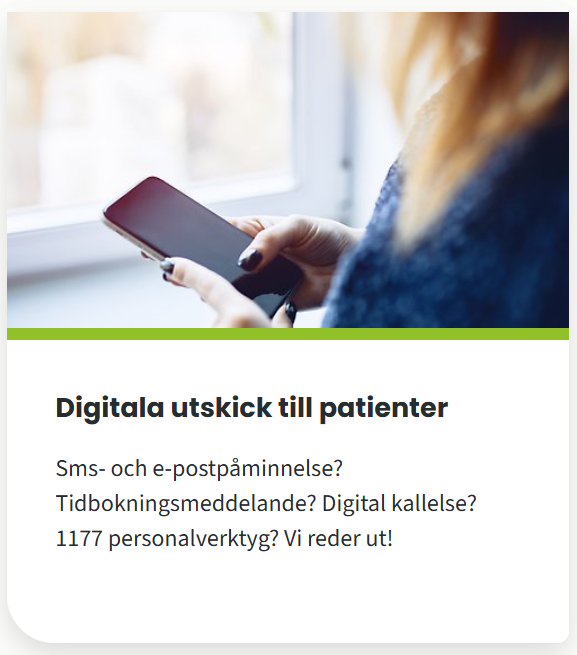 Digitala utskick till patienter
Sms- och e-postpåminnelse?
Tidbokningsmeddelande? Digital kallelse?
1177 personalverktyg? Vi reder ut!